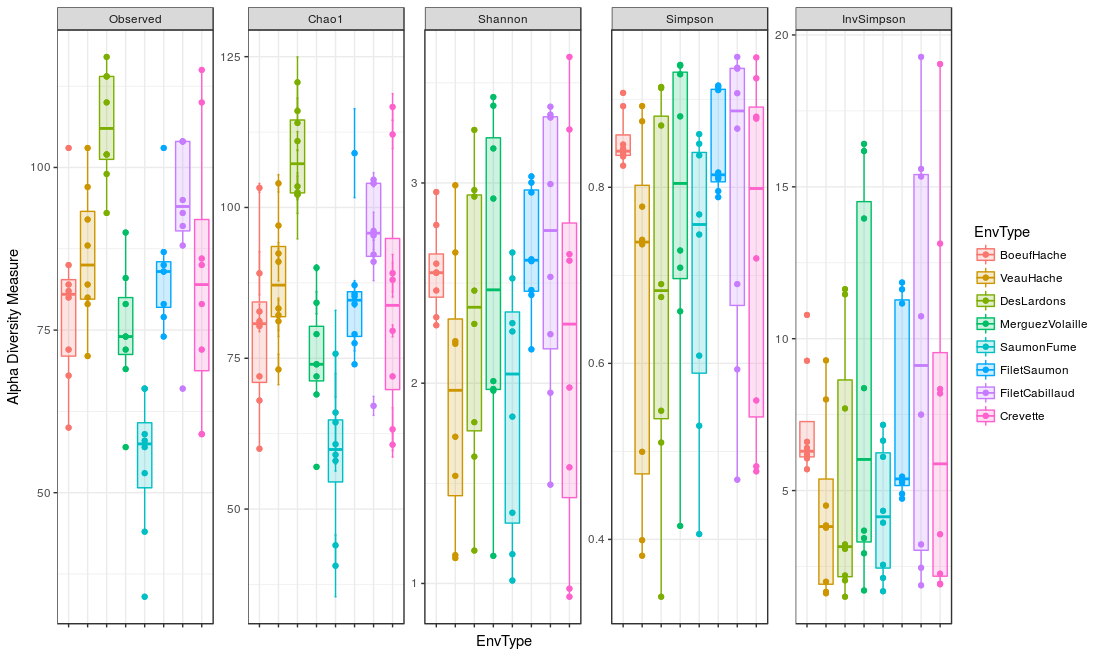 Observed
Chao1
Shannon
Simpson
InvSimpson
Alpha Diversity Measure
100
75
50
125
100
75
50
3
2
1
0.8
0.6
0.4
20
15
10
5
EnvType
EnvType
BoeufHache
VeauHache
DesLardons
MerguezVolaille
SaumonFume
FiletSaumon
FiletCabillaud
Crevette